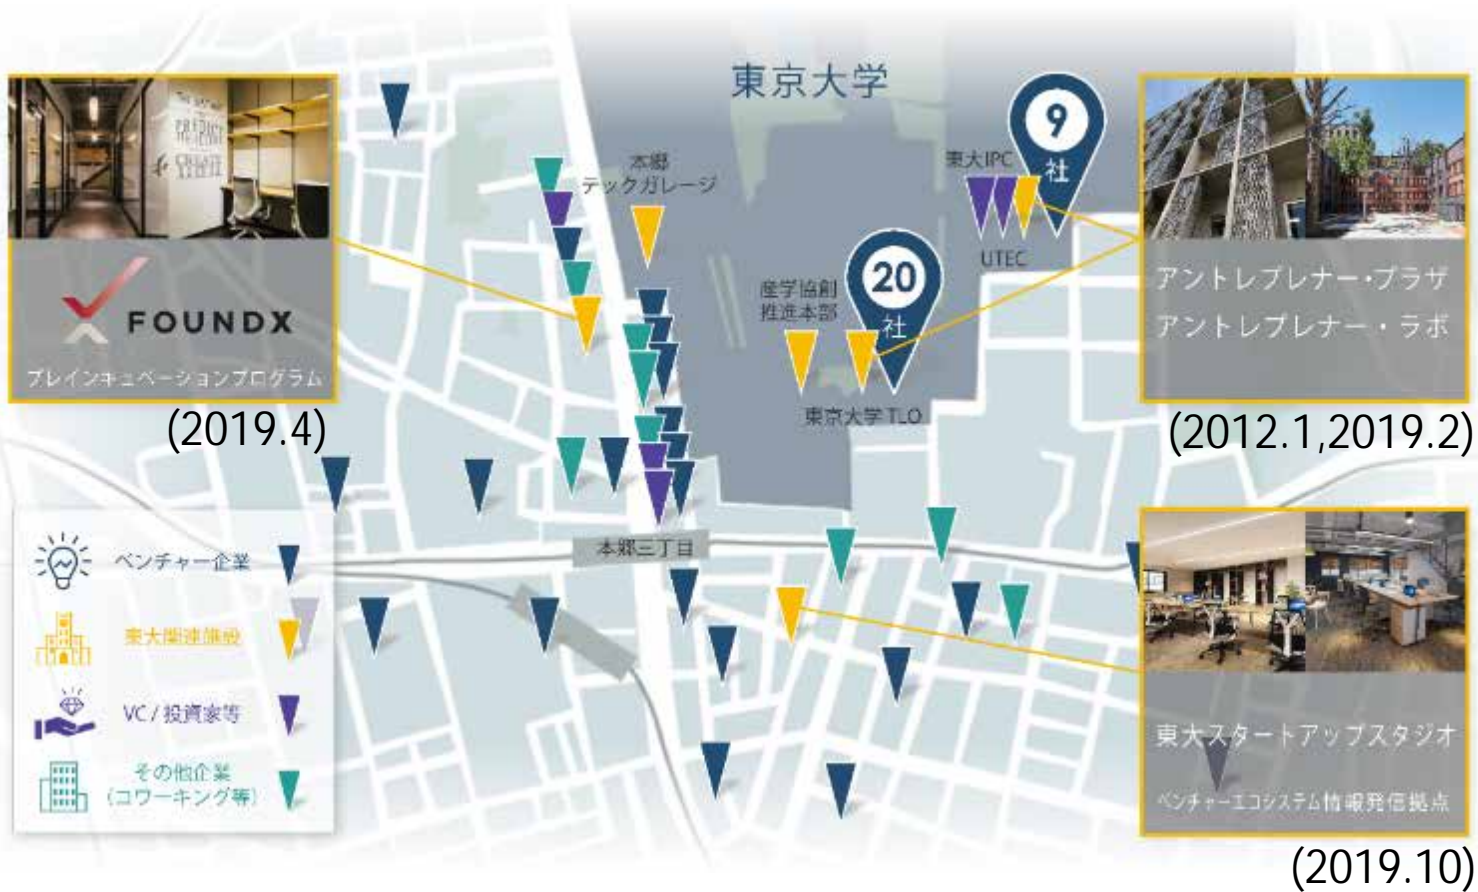 東京大学
9
社
東大IPC
本郷
テックガレージ
UTEC
20
社
産学協創
推進本部
東京大学 TLO
FOUNDX
プレインキュベーションプログラム
(2019.4)
アントレプレナー・プラザ
アントレプレナー・ラボ
(2012.1,2019.2)
本郷三丁目
ベンチャー企業
東大関連施設
VC / 投資家等
その他企業
(コワーキング等)
東大スタートアップスタジオ
ベンチャーエコシステム情報発信拠点
(2019.10)